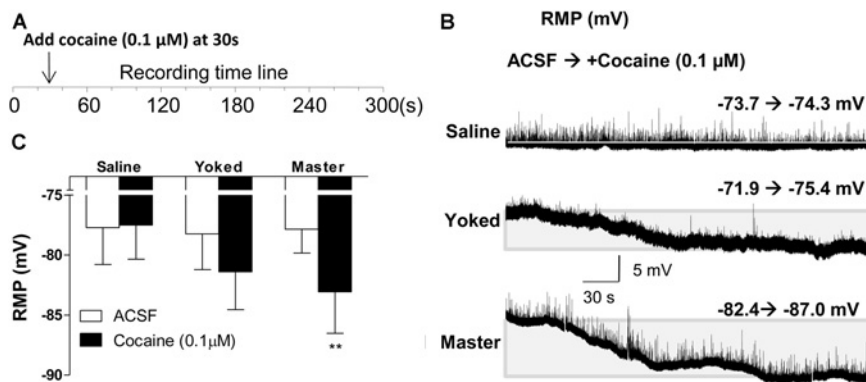 A
Add cocaine (0.1 µM) at 30s
Recording time line
0 60 120 180 240 300(s)
C
Saline Yoked Master
-75
-80
-85
-90
RMP (mV)
ACSF
Cocaine (0.1µM)
**
B
RMP (mV)
ACSF → +Cocaine (0.1 µM)
-73.7 → -74.3 mV
Saline
-71.9 → -75.4 mV
Yoked
5 mV
30 s
-82.4→ -87.0 mV
Master